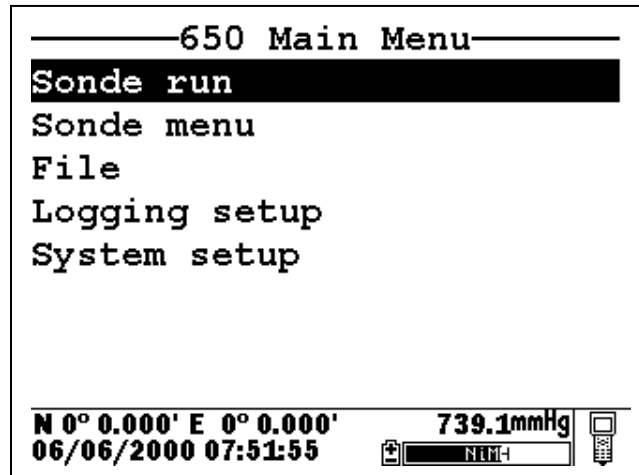 650 Main Menu
Sonde run
Sonde menu
File
Logging setup
System setup
N 0° 0.000' E 0° 0.000' 739.1mmHg
06/06/2000 07:51:55 NiMH